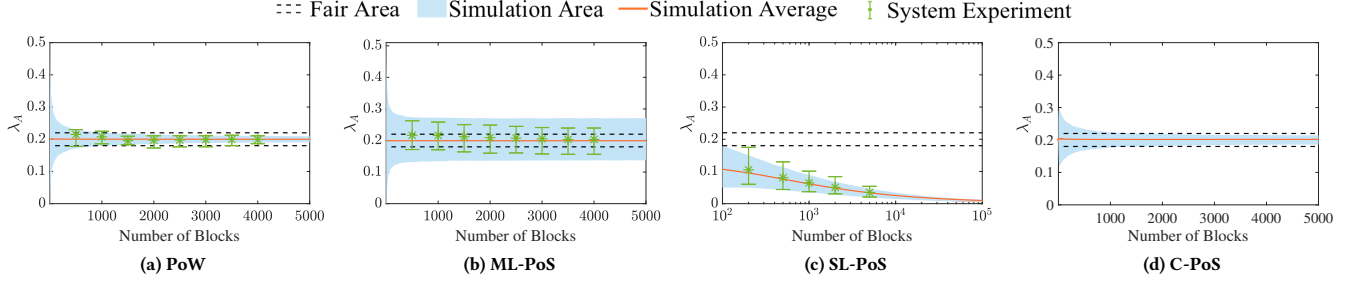 Fair Area Simulation Area Simulation Average System Experiment
0.5 0.5 0.5 0.5
0.4 0.4 0.4 0.4
0.3 0.3 0.3 0.3
λA λA λA λA
0.2 0.2 0.2 0.2
0.1 0.1 0.1 0.1
0 0 0 0
1000 2000 3000 4000 5000 1000 2000 3000 4000 5000 10² 10³ 10⁴ 10⁵ 1000 2000 3000 4000 5000
Number of Blocks Number of Blocks Number of Blocks Number of Blocks
(a) PoW (b) ML-PoS (c) SL-PoS (d) C-PoS